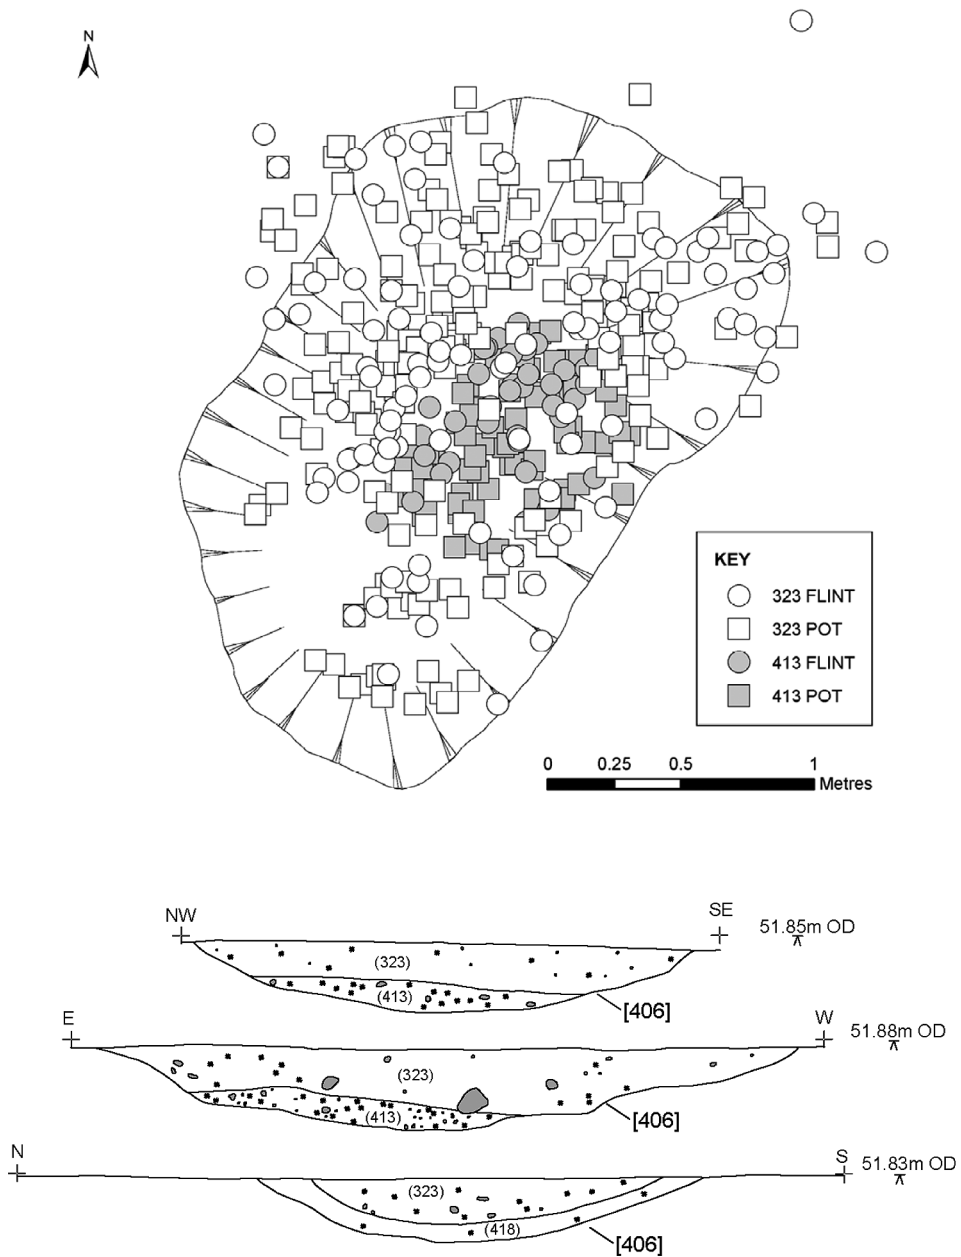 N
KEY
323 FLINT
323 POT
413 FLINT
413 POT
0 0.25 0.5 1
Metres
NW SE 51.85m OD
(323)
(413)
[406]
E W 51.88m OD
(323)
(413)
[406]
N S 51.83m OD
(323)
(418)
[406]